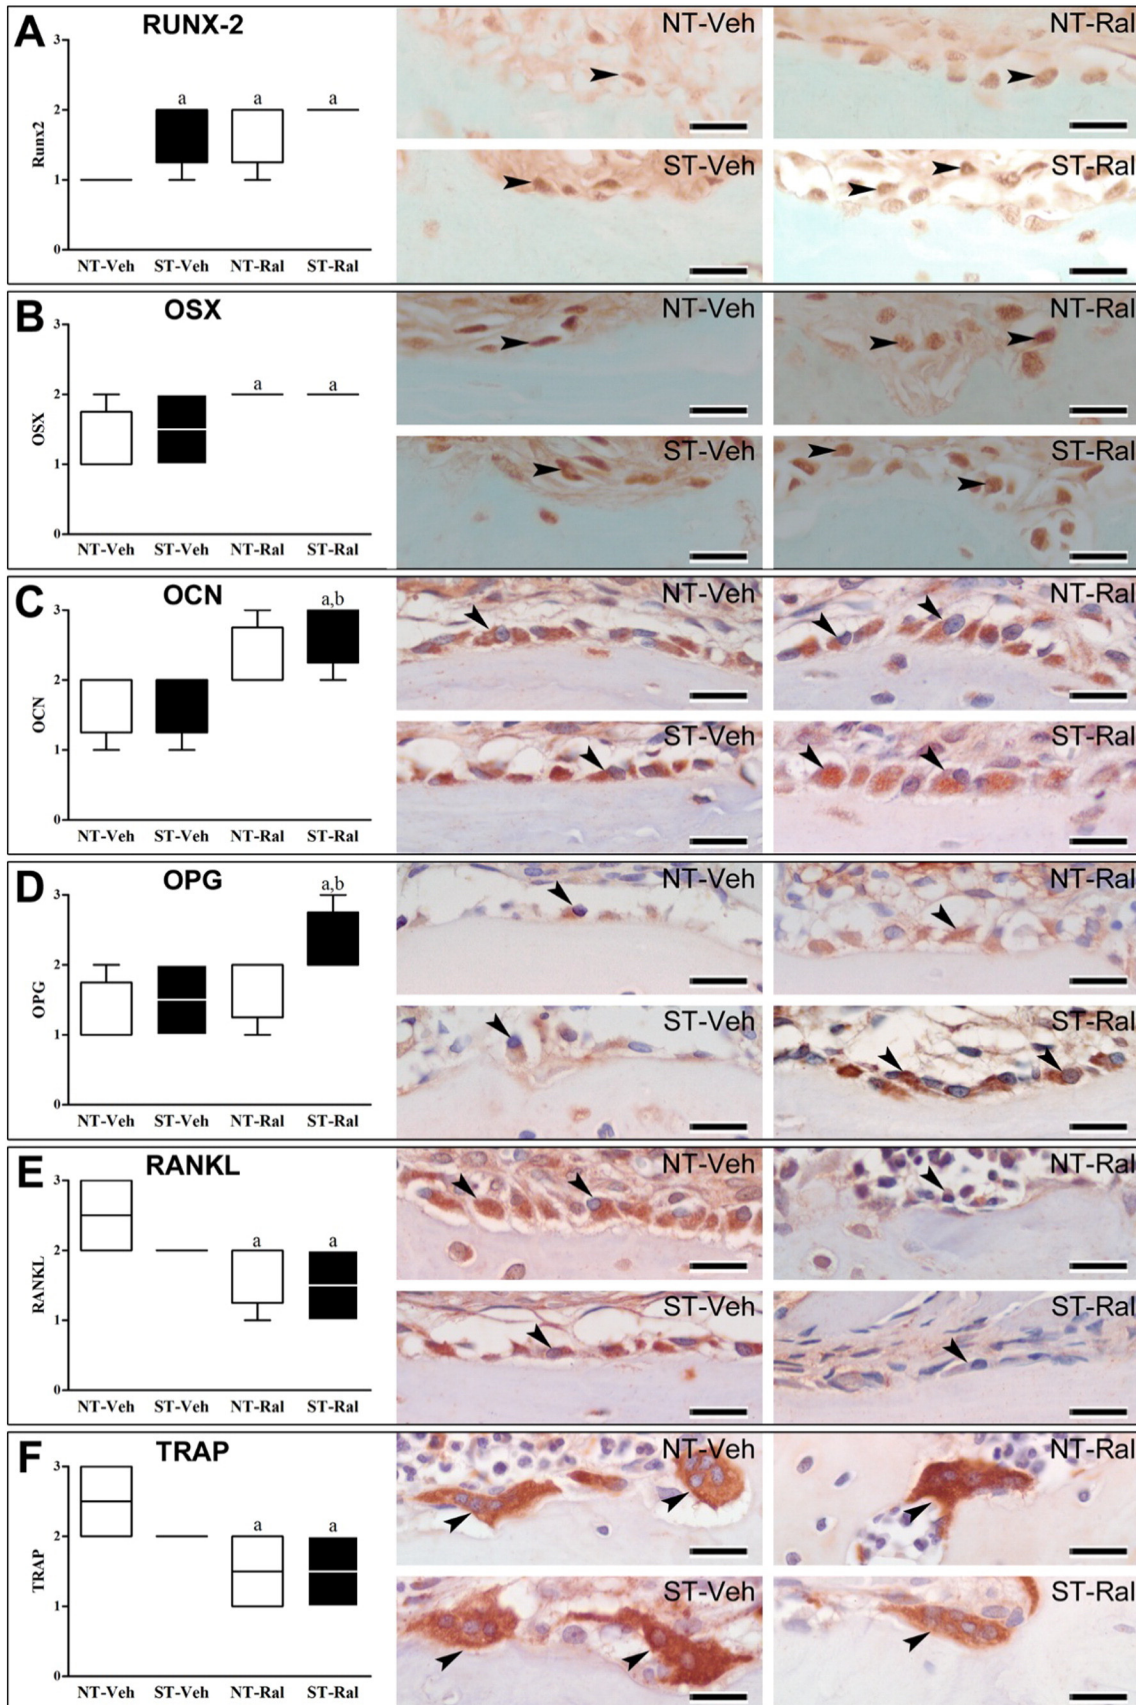 A
RUNX-2
Runx2
3
2
1
0
a
a
a
NT-Veh
ST-Veh
NT-Ral
ST-Ral
NT-Veh
NT-Ral
ST-Veh
ST-Ral
B
OSX
OSX
3
2
1
0
a
a
NT-Veh
ST-Veh
NT-Ral
ST-Ral
NT-Veh
NT-Ral
ST-Veh
ST-Ral
C
OCN
OCN
3
2
1
0
a,b
NT-Veh
ST-Veh
NT-Ral
ST-Ral
NT-Veh
NT-Ral
ST-Veh
ST-Ral
D
OPG
OPG
3
2
1
0
a,b
NT-Veh
ST-Veh
NT-Ral
ST-Ral
NT-Veh
NT-Ral
ST-Veh
ST-Ral
E
RANKL
RANKL
3
2
1
0
a
a
NT-Veh
ST-Veh
NT-Ral
ST-Ral
NT-Veh
NT-Ral
ST-Veh
ST-Ral
F
TRAP
TRAP
3
2
1
0
a
a
NT-Veh
ST-Veh
NT-Ral
ST-Ral
NT-Veh
NT-Ral
ST-Veh
ST-Ral